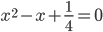 x² − x + 1/4 = 0